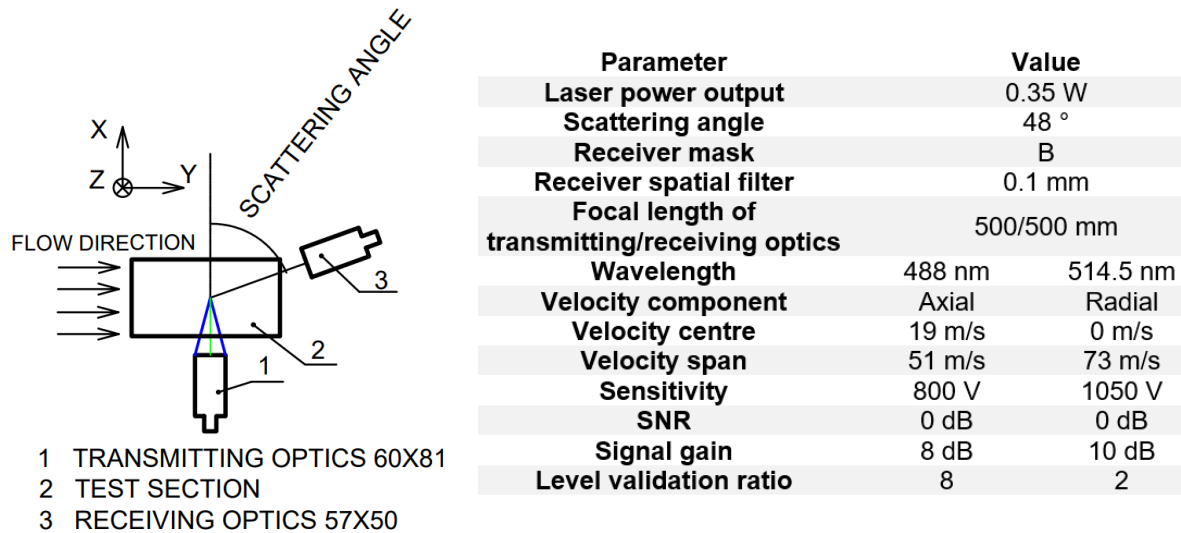 SCATTERING ANGLE
X
Z
Y
FLOW DIRECTION
3
2
1
1 TRANSMITTING OPTICS 60X81
2 TEST SECTION
3 RECEIVING OPTICS 57X50
Parameter Value
Laser power output 0.35 W
Scattering angle 48 °
Receiver mask B
Receiver spatial filter 0.1 mm
Focal length of
transmitting/receiving optics 500/500 mm
Wavelength 488 nm 514.5 nm
Velocity component Axial Radial
Velocity centre 19 m/s 0 m/s
Velocity span 51 m/s 73 m/s
Sensitivity 800 V 1050 V
SNR 0 dB 0 dB
Signal gain 8 dB 10 dB
Level validation ratio 8 2